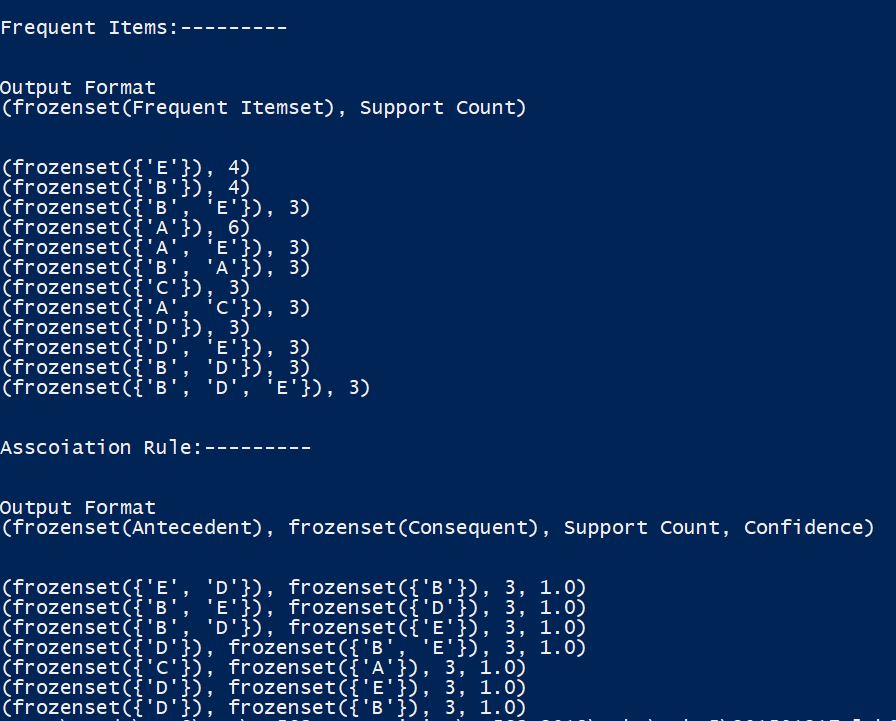 Frequent Items:---------
Output Format
(frozenset(Frequent Itemset), Support Count)
(frozenset({'E'}), 4)
(frozenset({'B'}), 4)
(frozenset({'B', 'E'}), 3)
(frozenset({'A'}), 6)
(frozenset({'A', 'E'}), 3)
(frozenset({'B', 'A'}), 3)
(frozenset({'C'}), 3)
(frozenset({'A', 'C'}), 3)
(frozenset({'D'}), 3)
(frozenset({'D', 'E'}), 3)
(frozenset({'B', 'D'}), 3)
(frozenset({'B', 'D', 'E'}), 3)
Asscoiation Rule:---------
Output Format
(frozenset(Antecedent), frozenset(Consequent), Support Count, Confidence)
(frozenset({'E', 'D'}), frozenset({'B'}), 3, 1.0)
(frozenset({'B', 'E'}), frozenset({'D'}), 3, 1.0)
(frozenset({'B', 'D'}), frozenset({'E'}), 3, 1.0)
(frozenset({'D'}), frozenset({'B', 'E'}), 3, 1.0)
(frozenset({'C'}), frozenset({'A'}), 3, 1.0)
(frozenset({'D'}), frozenset({'E'}), 3, 1.0)
(frozenset({'D'}), frozenset({'B'}), 3, 1.0)